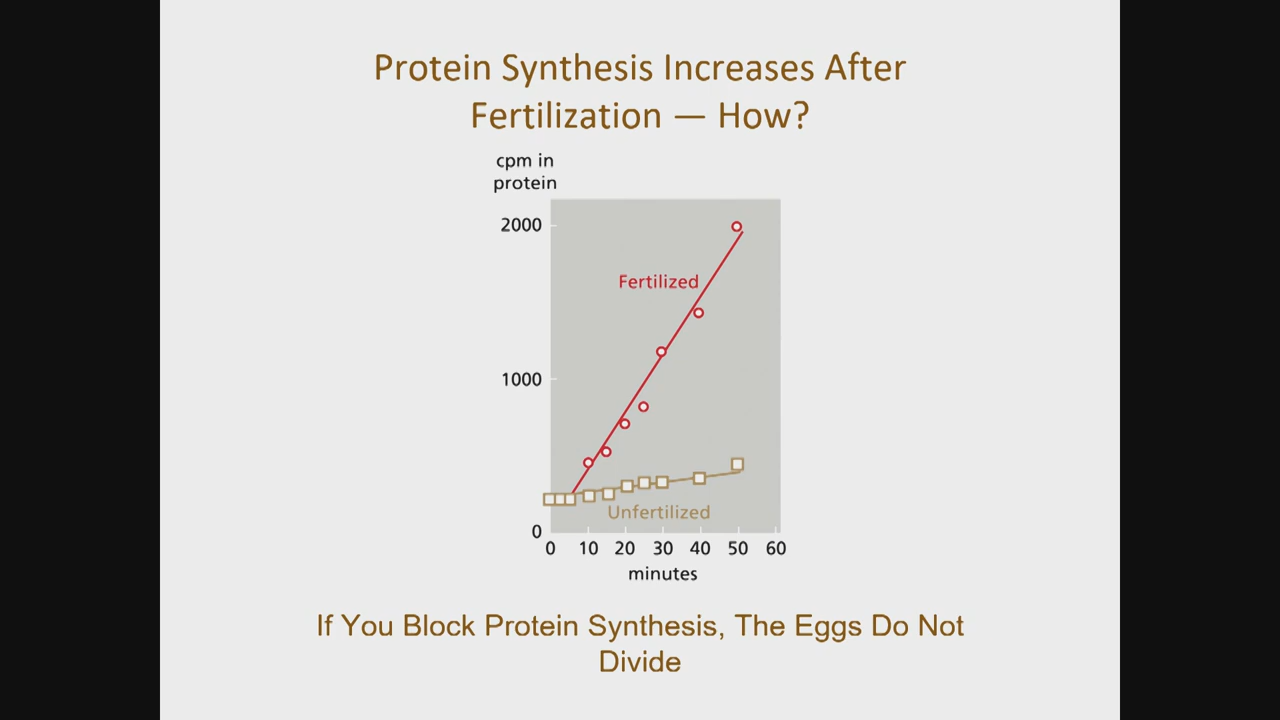 Protein Synthesis Increases After
Fertilization — How?
cpm in
protein
2000
Fertilized
1000
Unfertilized
0
0 10 20 30 40 50 60
minutes
If You Block Protein Synthesis, The Eggs Do Not
Divide